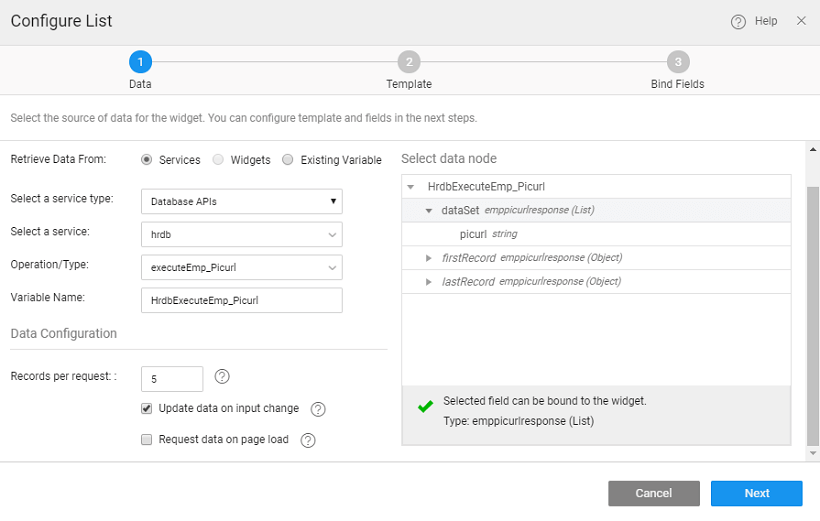 Configure List
? Help ×
1 2 3
Data Template Bind Fields
Select the source of data for the widget. You can configure template and fields in the next steps.
Retrieve Data From: Services Widgets Existing Variable
Select a service type: Database APIs
Select a service: hrdb
Operation/Type: executeEmp_Picurl
Variable Name: HrdbExecuteEmp_Picurl
Data Configuration
Records per request: : 5 ?
Update data on input change ?
Request data on page load ?
Select data node
HrdbExecuteEmp_Picurl
dataSet emppicurlresponse (List)
picurl string
firstRecord emppicurlresponse (Object)
lastRecord emppicurlresponse (Object)
Selected field can be bound to the widget.
Type: emppicurlresponse (List)
Cancel Next